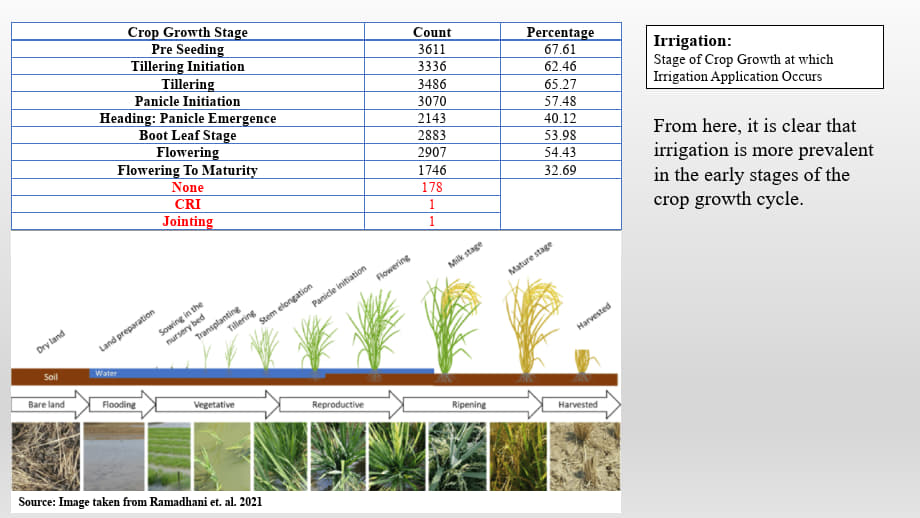 Crop Growth Stage Count Percentage
Pre Seeding 3611 67.61
Tillering Initiation 3336 62.46
Tillering 3486 65.27
Panicle Initiation 3070 57.48
Heading: Panicle Emergence 2143 40.12
Boot Leaf Stage 2883 53.98
Flowering 2907 54.43
Flowering To Maturity 1746 32.69
None 178
CRI 1
Jointing 1
Irrigation:
Stage of Crop Growth at which
Irrigation Application Occurs
From here, it is clear that
irrigation is more prevalent
in the early stages of the
crop growth cycle.
Dry land
Land preparation
Sowing in the
nursery bed
Transplanting
Tillering
Stem elongation
Panicle initiation
Flowering
Milk stage
Mature stage
Harvested
Soil
Water
Bare land
Flooding
Vegetative
Reproductive
Ripening
Harvested
Source: Image taken from Ramadhani et. al. 2021